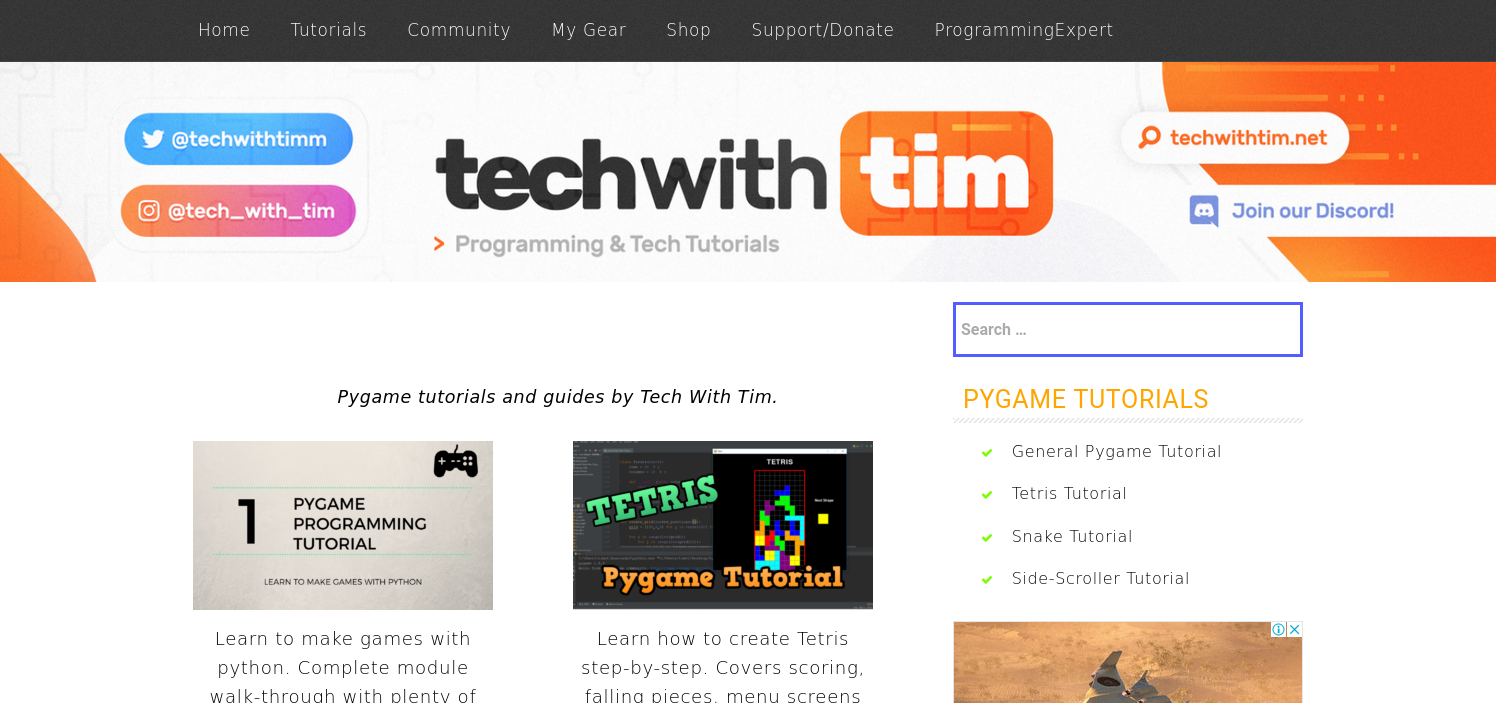 Home Tutorials Community My Gear Shop Support/Donate ProgrammingExpert
@techwithtimm
@tech_with_tim
techwith tim
> Programming & Tech Tutorials
techwithtim.net
Join our Discord!
Search ...
Pygame tutorials and guides by Tech With Tim.
1
PYGAME
PROGRAMMING
TUTORIAL
LEARN TO MAKE GAMES WITH PYTHON
TETRIS
TETRIS
Next Shape
Pygame Tutorial
Learn to make games with
python. Complete module
walk-through with plenty of
Learn how to create Tetris
step-by-step. Covers scoring,
falling pieces, menu screens
PYGAME TUTORIALS
General Pygame Tutorial
Tetris Tutorial
Snake Tutorial
Side-Scroller Tutorial